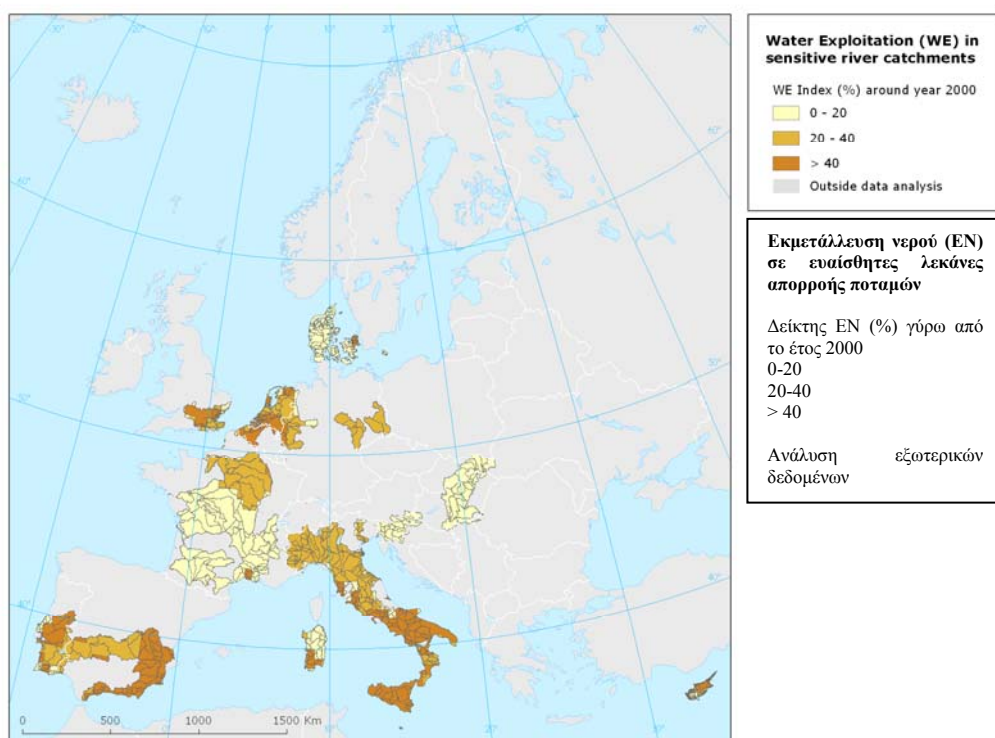 Water Exploitation (WE) in
sensitive river catchments
WE Index (%) around year 2000
0 - 20
20 - 40
> 40
Outside data analysis
Εκμετάλλευση νερού (ΕΝ)
σε ευαίσθητες λεκάνες
απορροής ποταμών
Δείκτης ΕΝ (%) γύρω από
το έτος 2000
0-20
20-40
> 40
Ανάλυση εξωτερικών
δεδομένων
0 500 1000 1500 Km